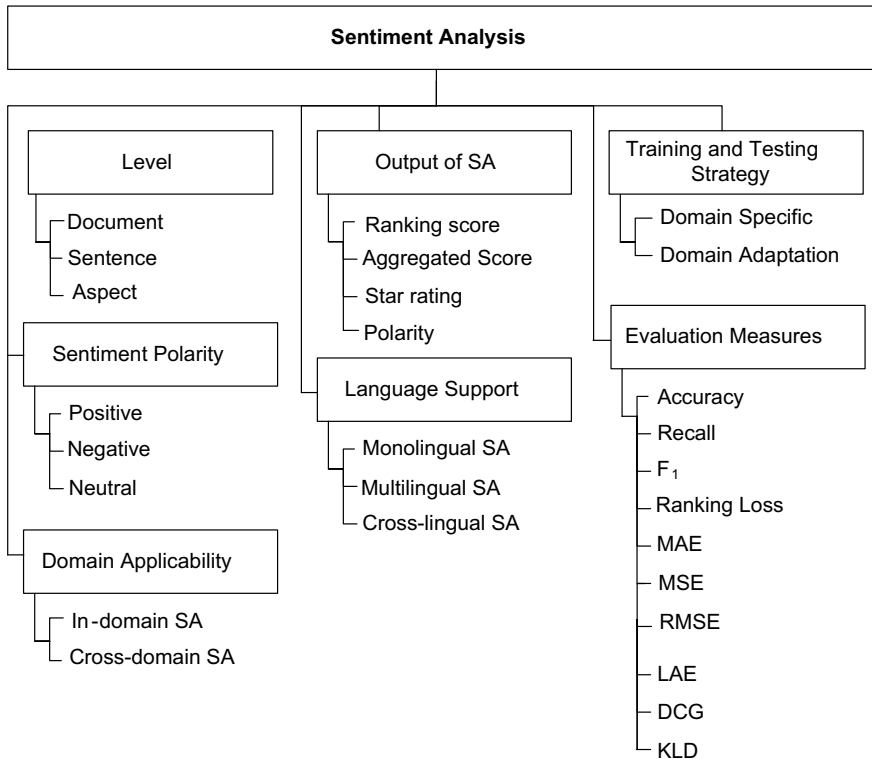 Sentiment Analysis
Level
Document
Sentence
Aspect
Sentiment Polarity
Positive
Negative
Neutral
Domain Applicability
In-domain SA
Cross-domain SA
Output of SA
Ranking score
Aggregated Score
Star rating
Polarity
Language Support
Monolingual SA
Multilingual SA
Cross-lingual SA
Training and Testing
Strategy
Domain Specific
Domain Adaptation
Evaluation Measures
Accuracy
Recall
F₁
Ranking Loss
MAE
MSE
RMSE
LAE
DCG
KLD